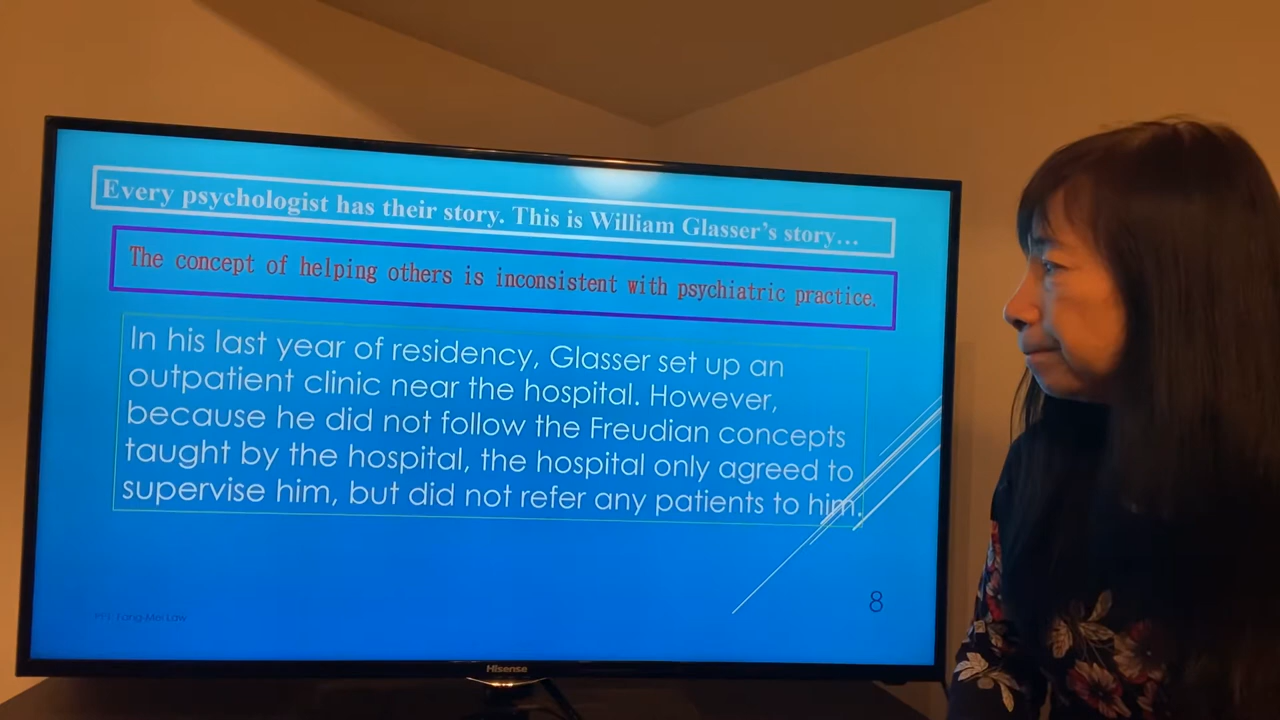 Every psychologist has their story. This is William Glasser's story...
The concept of helping others is inconsistent with psychiatric practice.
In his last year of residency, Glasser set up an
outpatient clinic near the hospital. However,
because he did not follow the Freudian concepts
taught by the hospital, the hospital only agreed to
supervise him, but did not refer any patients to him.
8
Fang-Mei Law
Hisense